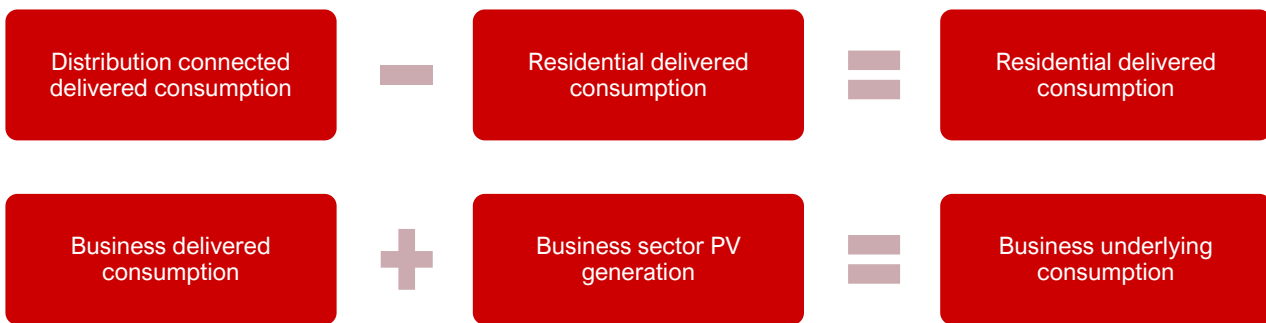 Distribution connected
delivered consumption
Residential delivered
consumption
Residential delivered
consumption
Business delivered
consumption
Business sector PV
generation
Business underlying
consumption